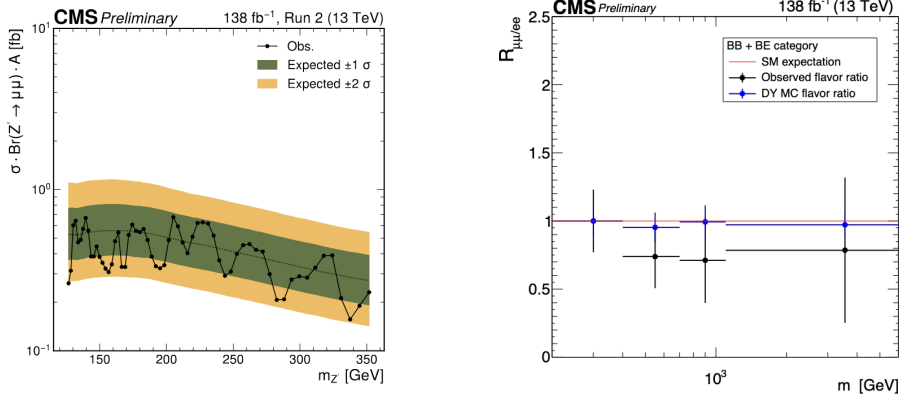 CMS Preliminary 138 fb⁻¹, Run 2 (13 TeV)
σ · Br(Z′ → μμ) · A [fb]
10¹
10⁰
10⁻¹
Obs.
Expected ±1 σ
Expected ±2 σ
150 200 250 300 350
m_Z′ [GeV]
CMS Preliminary 138 fb⁻¹ (13 TeV)
R_μμ/ee
2.5
2
1.5
1
0.5
0
BB + BE category
SM expectation
Observed flavor ratio
DY MC flavor ratio
10³
m [GeV]